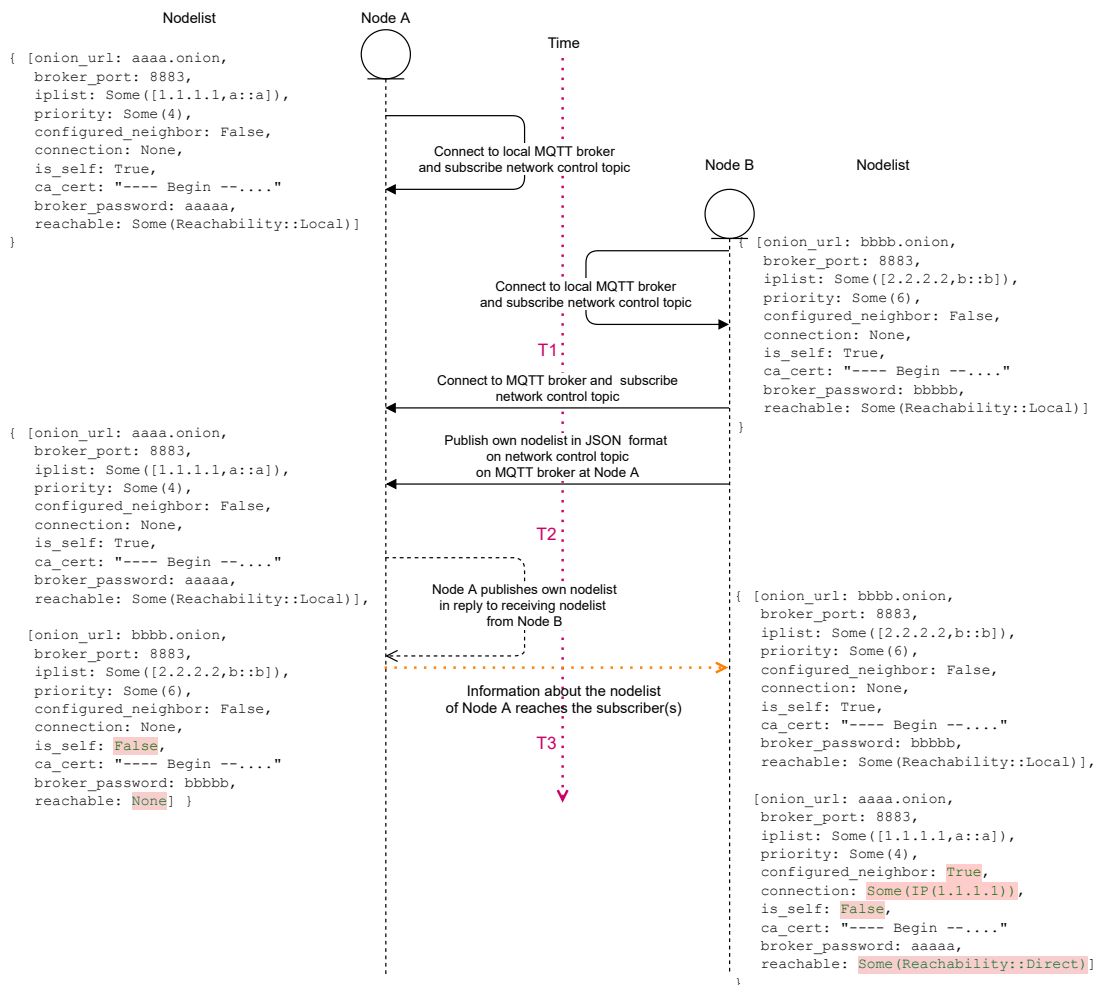 Nodelist
Node A
Time
{ [onion_url: aaaa.onion,
broker_port: 8883,
iplist: Some([1.1.1.1,a::a]),
priority: Some(4),
configured_neighbor: False,
connection: None,
is_self: True,
ca_cert: "---- Begin --...."
broker_password: aaaaa,
reachable: Some(Reachability::Local)]
}
Connect to local MQTT broker
and subscribe network control topic
Node B
Nodelist
{ [onion_url: bbbb.onion,
broker_port: 8883,
iplist: Some([2.2.2.2,b::b]),
priority: Some(6),
configured_neighbor: False,
connection: None,
is_self: True,
ca_cert: "---- Begin --...."
broker_password: bbbbb,
reachable: Some(Reachability::Local)]
}
Connect to local MQTT broker
and subscribe network control topic
T1
Connect to MQTT broker and subscribe
network control topic
Publish own nodelist in JSON format
on network control topic
on MQTT broker at Node A
T2
{ [onion_url: aaaa.onion,
broker_port: 8883,
iplist: Some([1.1.1.1,a::a]),
priority: Some(4),
configured_neighbor: False,
connection: None,
is_self: True,
ca_cert: "---- Begin --...."
broker_password: aaaaa,
reachable: Some(Reachability::Local)],
[onion_url: bbbb.onion,
broker_port: 8883,
iplist: Some([2.2.2.2,b::b]),
priority: Some(6),
configured_neighbor: False,
connection: None,
is_self: False,
ca_cert: "---- Begin --...."
broker_password: bbbbb,
reachable: None] }
Node A publishes own nodelist
in reply to receiving nodelist
from Node B
Information about the nodelist
of Node A reaches the subscriber(s)
T3
{ [onion_url: bbbb.onion,
broker_port: 8883,
iplist: Some([2.2.2.2,b::b]),
priority: Some(6),
configured_neighbor: False,
connection: None,
is_self: True,
ca_cert: "---- Begin --...."
broker_password: bbbbb,
reachable: Some(Reachability::Local)],
[onion_url: aaaa.onion,
broker_port: 8883,
iplist: Some([1.1.1.1,a::a]),
priority: Some(4),
configured_neighbor: True,
connection: Some(IP(1.1.1.1)),
is_self: False,
ca_cert: "---- Begin --...."
broker_password: aaaaa,
reachable: Some(Reachability::Direct)]
}